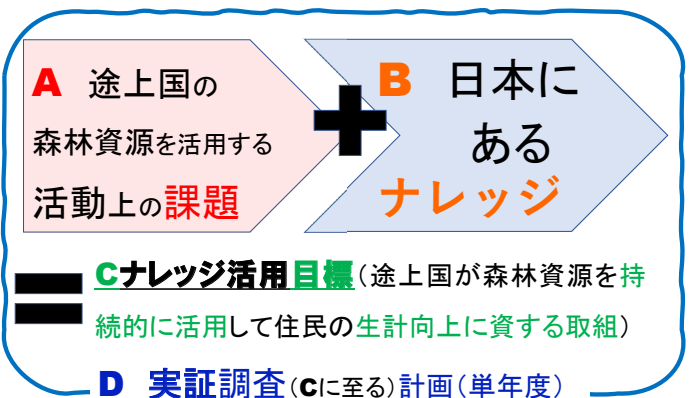 A 途上国の
森林資源を活用する
活動上の課題
+
B 日本に
ある
ナレッジ
=
Cナレッジ活用目標(途上国が森林資源を持
続的に活用して住民の生計向上に資する取組)
D 実証調査(Cに至る)計画(単年度)